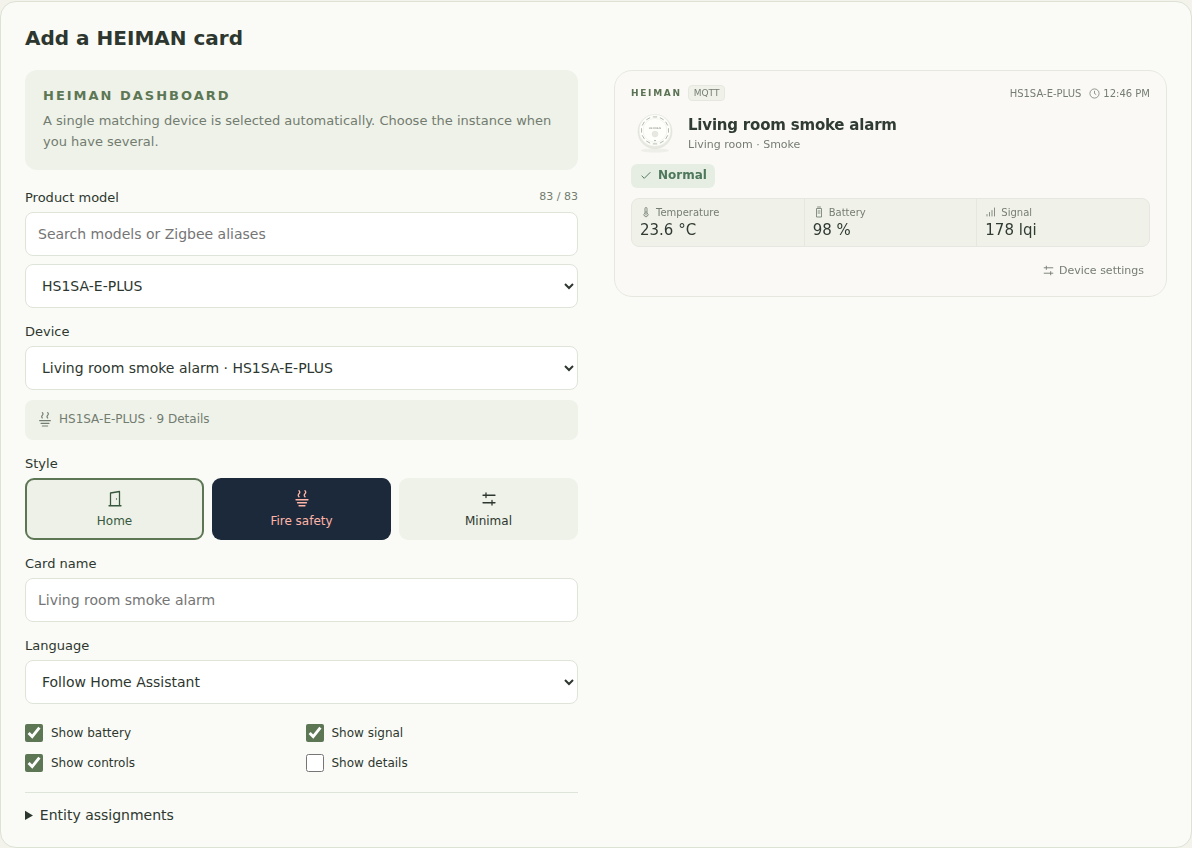 Add a HEIMAN card
HEIMAN DASHBOARD
A single matching device is selected automatically. Choose the instance when
you have several.
Product model
83 / 83
Search models or Zigbee aliases
HS1SA-E-PLUS
Device
Living room smoke alarm · HS1SA-E-PLUS
HS1SA-E-PLUS · 9 Details
Style
Home
Fire safety
Minimal
Card name
Living room smoke alarm
Language
Follow Home Assistant
Show battery
Show signal
Show controls
Show details
Entity assignments
HEIMAN
MQTT
HS1SA-E-PLUS
12:46 PM
Living room smoke alarm
Living room · Smoke
Normal
Temperature
23.6 °C
Battery
98 %
Signal
178 lqi
Device settings